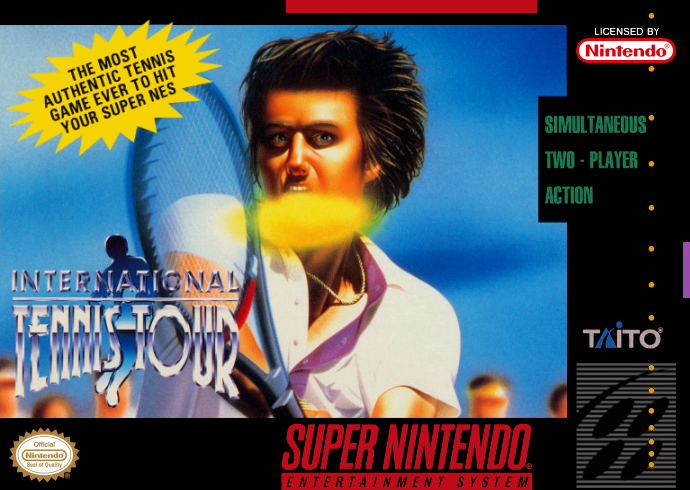 THE MOST
AUTHENTIC TENNIS
GAME EVER TO HIT
YOUR SUPER NES
LICENSED BY
Nintendo®
SIMULTANEOUS
TWO - PLAYER
ACTION
INTERNATIONAL
TENNIS TOUR
TAITO®
Official
Nintendo
Seal of Quality
SUPER NINTENDO®
ENTERTAINMENT SYSTEM